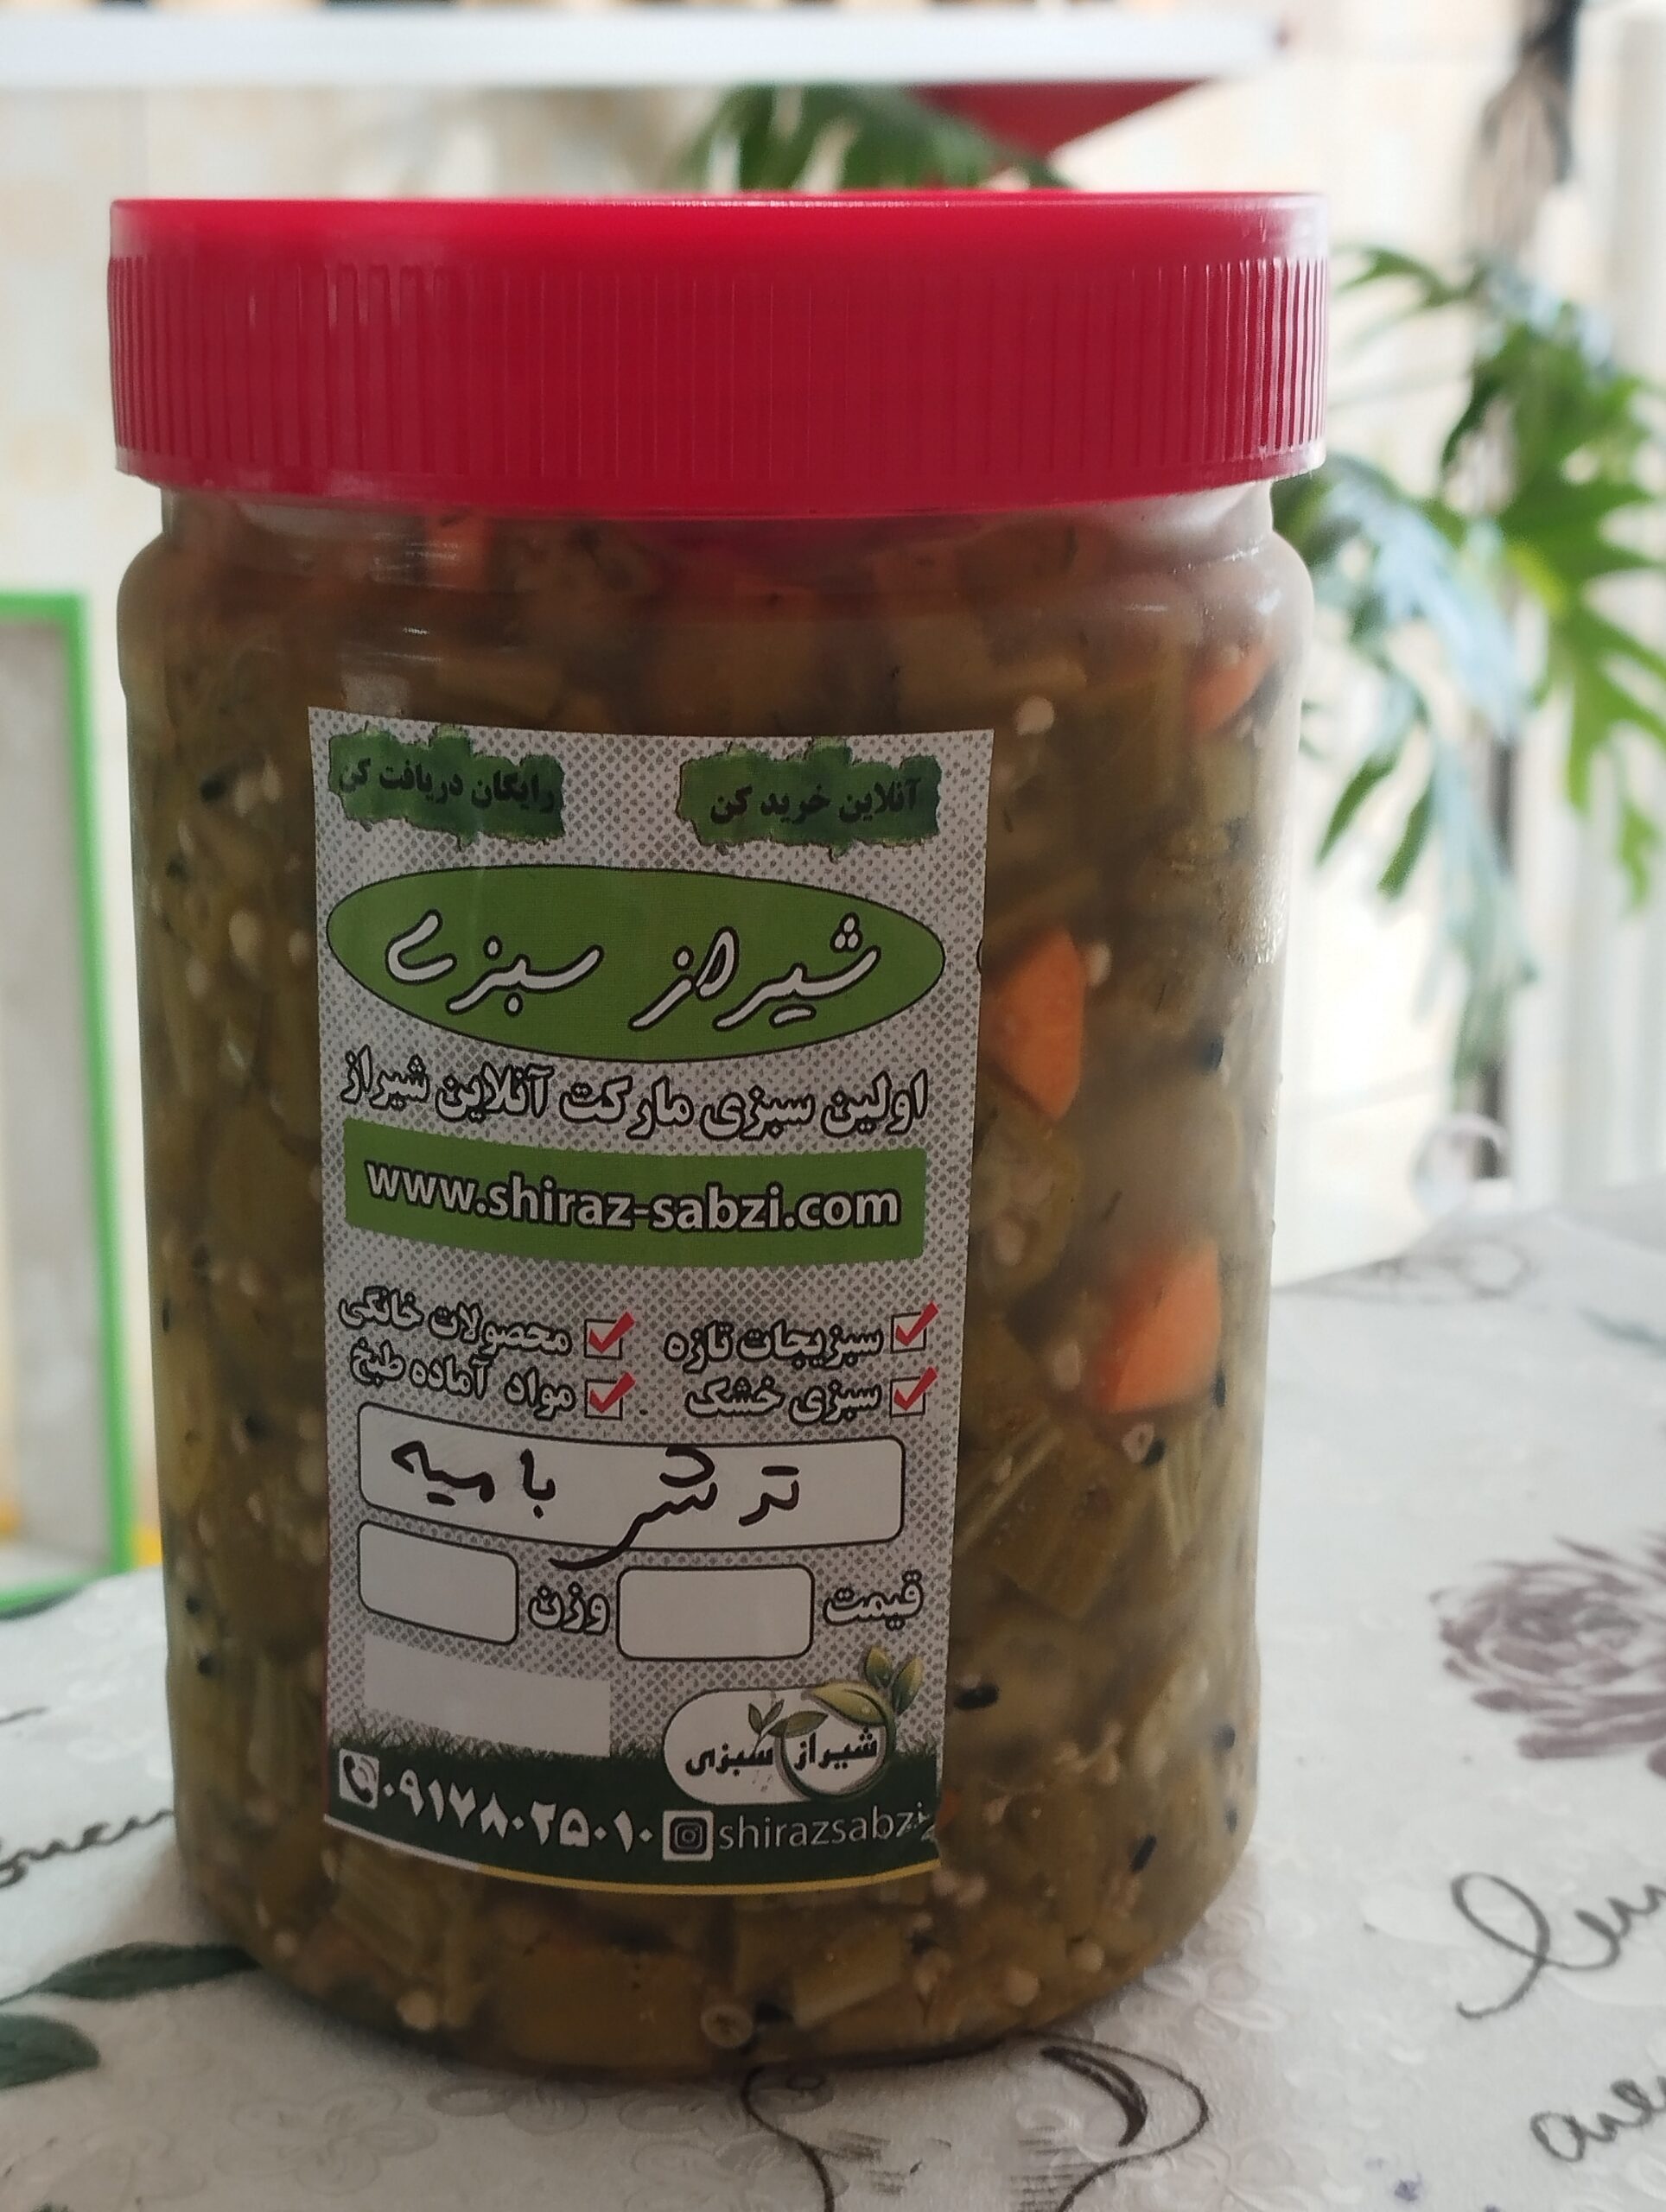 آنلاین خرید کن
رایگان دریافت کن
شیراز سبزی
اولین سبزی مارکت آنلاین شیراز
www.shiraz-sabzi.com
سبزیجات تازه
محصولات خانگی
سبزی خشک
مواد آماده طبخ
ترشی بامیه
قیمت
وزن
شیراز سبزی
۰۹۱۷۸۰۲۵۰۱۰
shirazsabzi